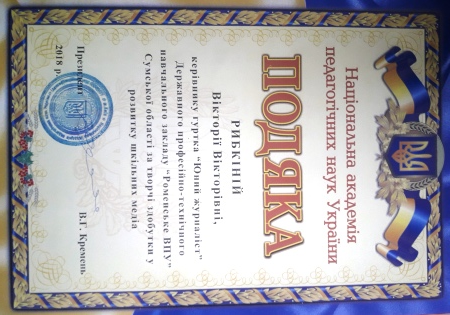 Національна академія
педагогічних наук України
ПОДЯКА
РИБКІНІЙ
Вікторії Вікторівні,
керівнику гуртка "Юний журналіст"
Державного професійно-технічного
навчального закладу "Роменське ВПУ"
Сумської області за творчі здобутки у
розвитку шкільних медіа
Президент В.Г. Кремень
2018 р.